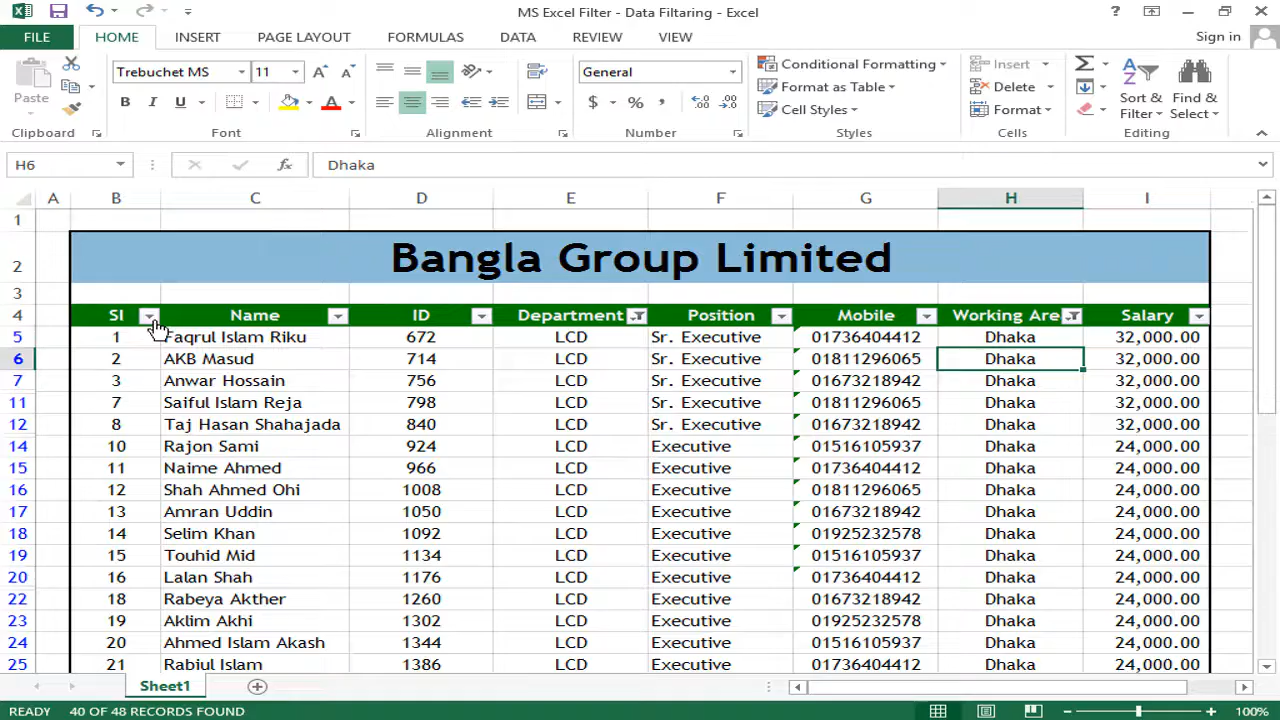 MS Excel Filter - Data Filtaring - Excel
Sign in
FILE HOME INSERT PAGE LAYOUT FORMULAS DATA REVIEW VIEW
Paste
Clipboard
Trebuchet MS 11
B I U
Font
Alignment
General
$ % ,
Number
Conditional Formatting
Format as Table
Cell Styles
Styles
Insert
Delete
Format
Cells
Sort & Filter
Find & Select
Editing
H6 fx Dhaka
A B C D E F G H I
1
2 Bangla Group Limited
3
4 SI Name ID Department Position Mobile Working Are Salary
5 1 Faqrul Islam Riku 672 LCD Sr. Executive 01736404412 Dhaka 32,000.00
6 2 AKB Masud 714 LCD Sr. Executive 01811296065 Dhaka 32,000.00
7 3 Anwar Hossain 756 LCD Sr. Executive 01673218942 Dhaka 32,000.00
11 7 Saiful Islam Reja 798 LCD Sr. Executive 01811296065 Dhaka 32,000.00
12 8 Taj Hasan Shahajada 840 LCD Sr. Executive 01673218942 Dhaka 32,000.00
14 10 Rajon Sami 924 LCD Executive 01516105937 Dhaka 24,000.00
15 11 Naime Ahmed 966 LCD Executive 01736404412 Dhaka 24,000.00
16 12 Shah Ahmed Ohi 1008 LCD Executive 01811296065 Dhaka 24,000.00
17 13 Amran Uddin 1050 LCD Executive 01673218942 Dhaka 24,000.00
18 14 Selim Khan 1092 LCD Executive 01925232578 Dhaka 24,000.00
19 15 Touhid Mid 1134 LCD Executive 01516105937 Dhaka 24,000.00
20 16 Lalan Shah 1176 LCD Executive 01736404412 Dhaka 24,000.00
22 18 Rabeya Akther 1260 LCD Executive 01673218942 Dhaka 24,000.00
23 19 Aklim Akhi 1302 LCD Executive 01925232578 Dhaka 24,000.00
24 20 Ahmed Islam Akash 1344 LCD Executive 01516105937 Dhaka 24,000.00
25 21 Rabiul Islam 1386 LCD Executive 01736404412 Dhaka 24,000.00
Sheet1
READY 40 OF 48 RECORDS FOUND 100%